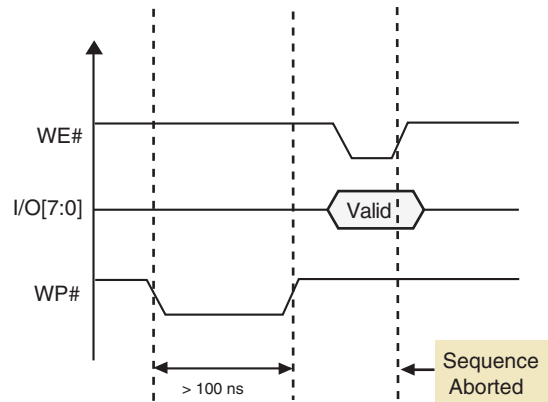 WE#
I/O[7:0]
Valid
WP#
> 100 ns
Sequence
Aborted